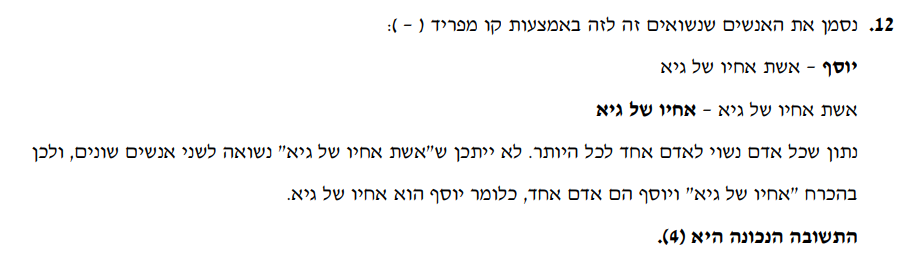 12. נסמן את האנשים שנשואים זה לזה באמצעות קו מפריד ( – ):
יוסף – אשת אחיו של גיא
אשת אחיו של גיא – אחיו של גיא
נתון שכל אדם נשוי לאדם אחד לכל היותר. לא ייתכן ש"אשת אחיו של גיא" נשואה לשני אנשים שונים, ולכן
בהכרח "אחיו של גיא" ויוסף הם אדם אחד, כלומר יוסף הוא אחיו של גיא.
התשובה הנכונה היא (4).